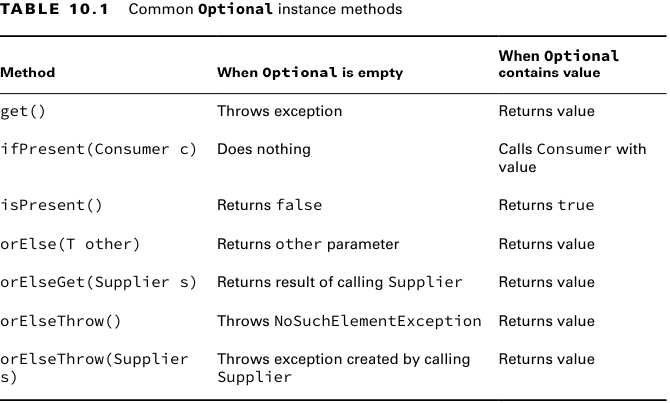 TABLE 10.1 Common Optional instance methods
Method When Optional is empty When Optional contains value
get() Throws exception Returns value
ifPresent(Consumer c) Does nothing Calls Consumer with value
isPresent() Returns false Returns true
orElse(T other) Returns other parameter Returns value
orElseGet(Supplier s) Returns result of calling Supplier Returns value
orElseThrow() Throws NoSuchElementException Returns value
orElseThrow(Supplier s) Throws exception created by calling Supplier Returns value